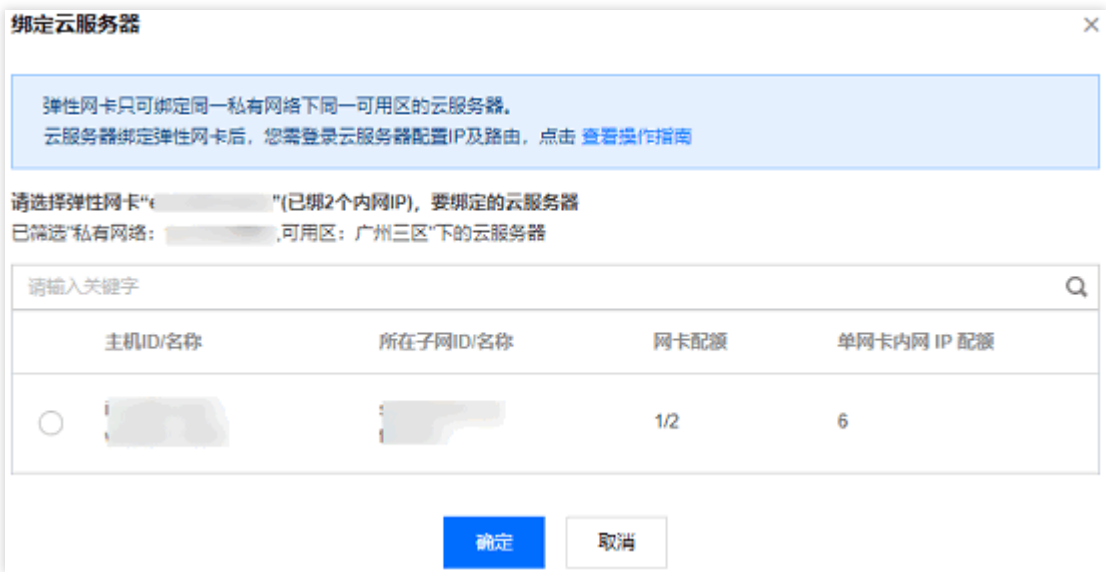 绑定云服务器
弹性网卡只可绑定同一私有网络下同一可用区的云服务器。
云服务器绑定弹性网卡后，您需登录云服务器配置IP及路由，点击 查看操作指南
请选择弹性网卡“e "(已绑2个内网IP)，要绑定的云服务器
已筛选"私有网络： ,可用区：广州三区"下的云服务器
请输入关键字
主机ID/名称 所在子网ID/名称 网卡配额 单网卡内网 IP 配额
1/2 6
确定 取消